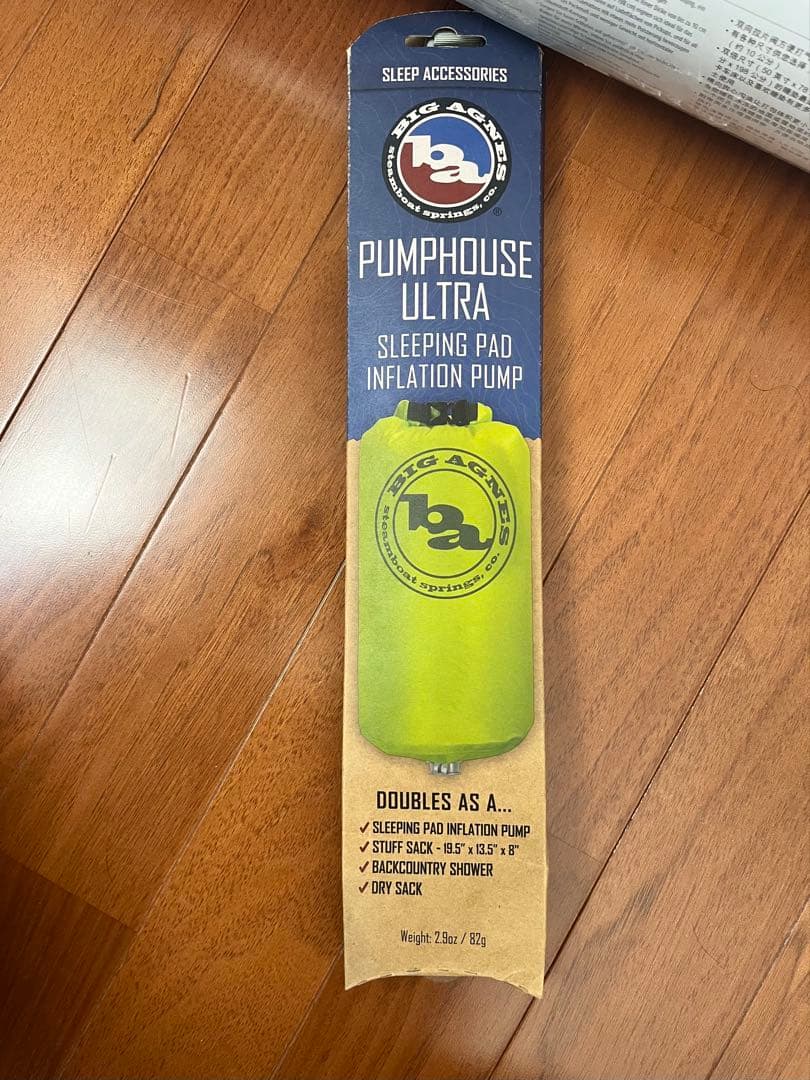 SLEEP ACCESSORIES
BIG AGNES
ba
steamboat springs, co.
®
PUMPHOUSE
ULTRA
SLEEPING PAD
INFLATION PUMP
BIG AGNES
ba
steamboat springs, co.
DOUBLES AS A...
✓ SLEEPING PAD INFLATION PUMP
✓ STUFF SACK - 19.5" x 13.5" x 8"
✓ BACKCOUNTRY SHOWER
✓ DRY SACK
Weight: 2.9oz / 82g